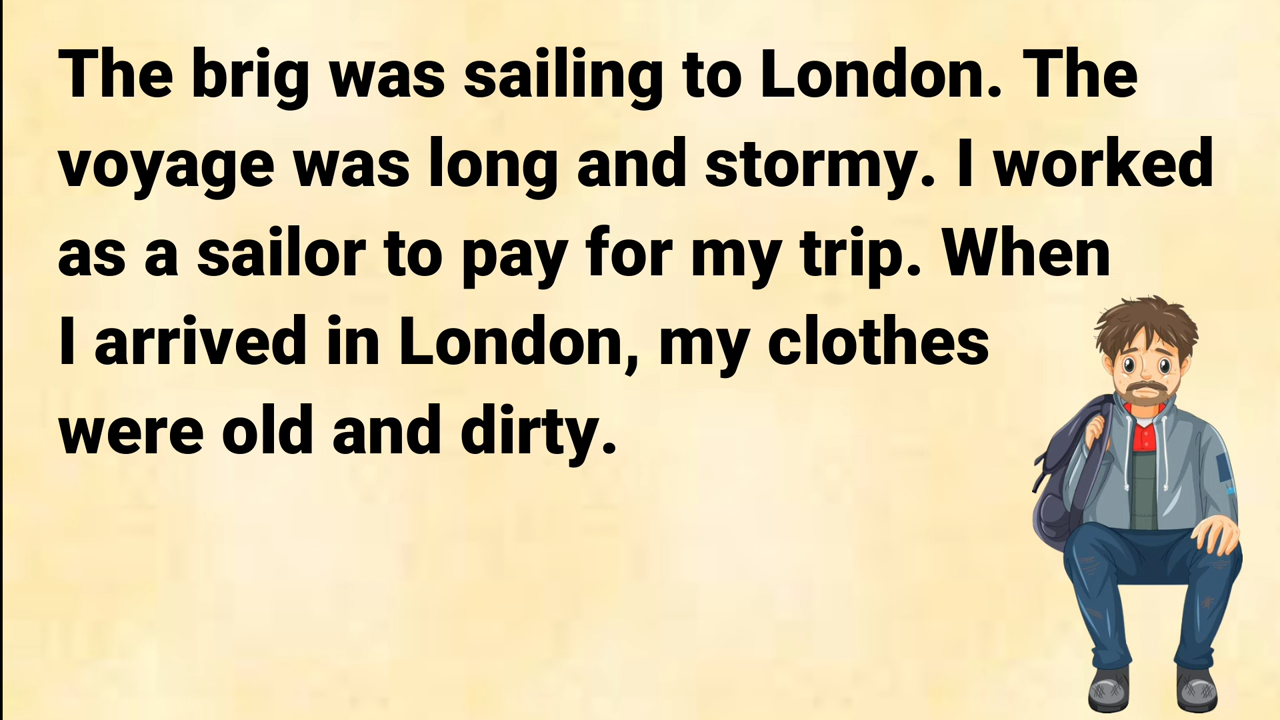 The brig was sailing to London. The
voyage was long and stormy. I worked
as a sailor to pay for my trip. When
I arrived in London, my clothes
were old and dirty.